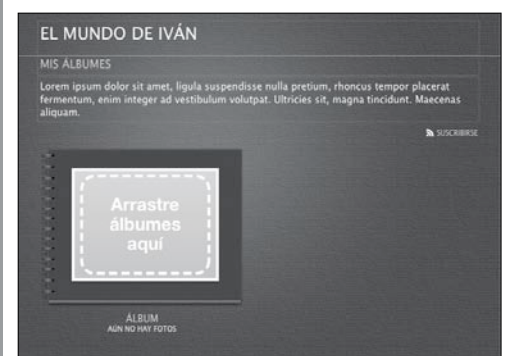 EL MUNDO DE IVÁN
MIS ÁLBUMES
Lorem ipsum dolor sit amet, ligula suspendisse nulla pretium, rhoncus tempor placerat
fermentum, enim integer ad vestibulum volutpat. Ultricies sit, magna tincidunt. Maecenas
aliquam.
SUSCRIBIRSE
Arrastre
álbumes
aquí
ÁLBUM
AÚN NO HAY FOTOS